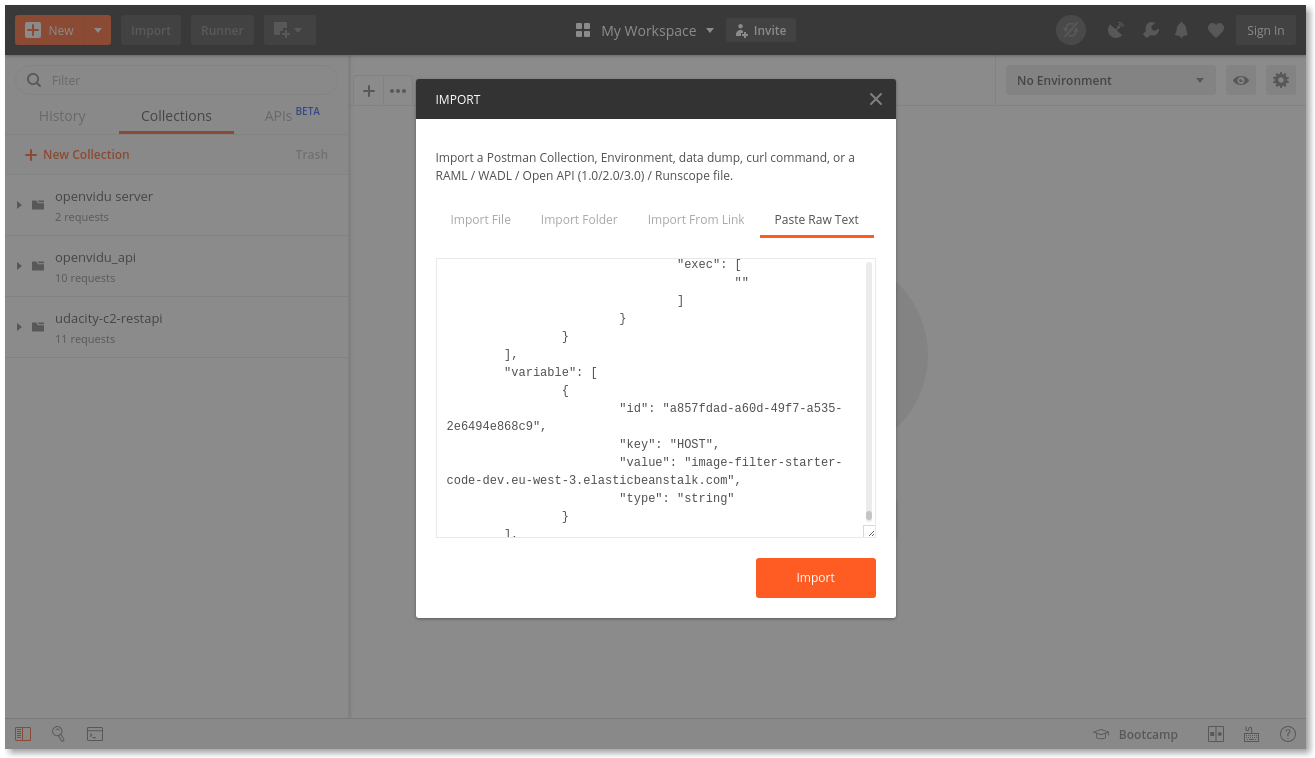 New
Import
Runner
My Workspace
Invite
Sign In
Filter
No Environment
History
Collections
APIs BETA
New Collection
Trash
openvidu server
2 requests
openvidu_api
10 requests
udacity-c2-restapi
11 requests
IMPORT
Import a Postman Collection, Environment, data dump, curl command, or a
RAML / WADL / Open API (1.0/2.0/3.0) / Runscope file.
Import File
Import Folder
Import From Link
Paste Raw Text
"exec": [
""
]
}
}
],
"variable": [
{
"id": "a857fdad-a60d-49f7-a535-
2e6494e868c9",
"key": "HOST",
"value": "image-filter-starter-
code-dev.eu-west-3.elasticbeanstalk.com",
"type": "string"
}
],
Import
Bootcamp